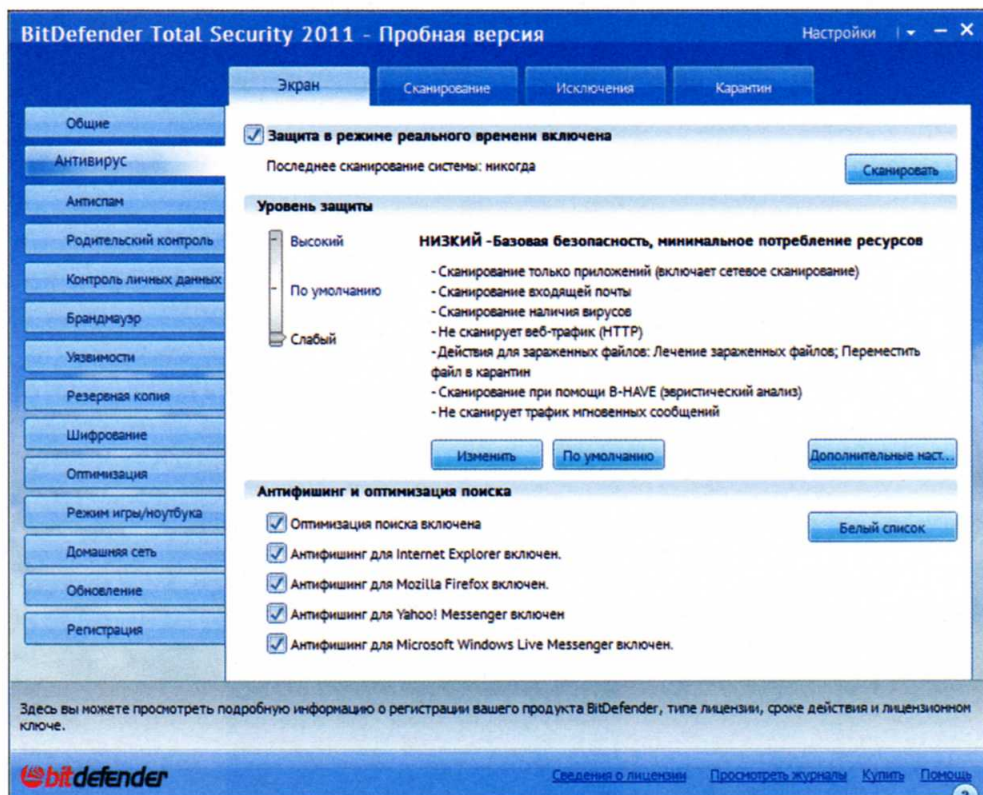 BitDefender Total Security 2011 - Пробная версия
Настройки
Экран
Сканирование
Исключения
Карантин
Общие
Антивирус
Антиспам
Родительский контроль
Контроль личных данных
Брандмауэр
Уязвимости
Резервная копия
Шифрование
Оптимизация
Режим игры/ноутбука
Домашняя сеть
Обновление
Регистрация
Защита в режиме реального времени включена
Последнее сканирование системы: никогда
Сканировать
Уровень защиты
Высокий
По умолчанию
Слабый
НИЗКИЙ -Базовая безопасность, минимальное потребление ресурсов
- Сканирование только приложений (включает сетевое сканирование)
- Сканирование входящей почты
- Сканирование наличия вирусов
- Не сканирует веб-трафик (HTTP)
-Действия для зараженных файлов: Лечение зараженных файлов; Переместить
файл в карантин
- Сканирование при помощи B-HAVE (эвристический анализ)
- Не сканирует трафик мгновенных сообщений
Изменить
По умолчанию
Дополнительные наст...
Антифишинг и оптимизация поиска
Оптимизация поиска включена
Белый список
Антифишинг для Internet Explorer включен.
Антифишинг для Mozilla Firefox включен.
Антифишинг для Yahoo! Messenger включен
Антифишинг для Microsoft Windows Live Messenger включен.
Здесь вы можете просмотреть подробную информацию о регистрации вашего продукта BitDefender, типе лицензии, сроке действия и лицензионном
ключе.
bitdefender
Сведения о лицензии
Просмотреть журналы
Купить
Помощь